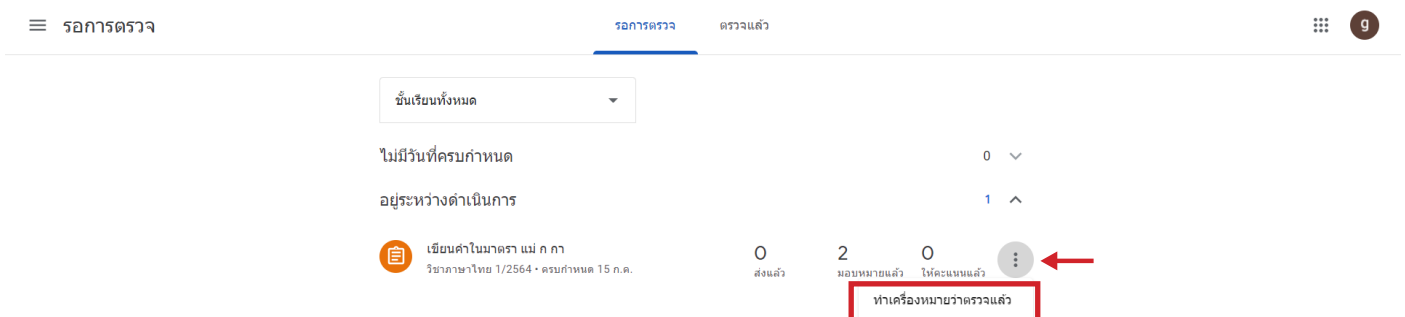 รอการตรวจ
รอการตรวจ ตรวจแล้ว
g
ชั้นเรียนทั้งหมด
ไม่มีวันที่ครบกำหนด 0
อยู่ระหว่างดำเนินการ 1
เขียนคำในมาตรา แม่ ก กา
วิชาภาษาไทย 1/2564 • ครบกำหนด 15 ก.ค.
0 2 0
ส่งแล้ว มอบหมายแล้ว ให้คะแนนแล้ว
ทำเครื่องหมายว่าตรวจแล้ว